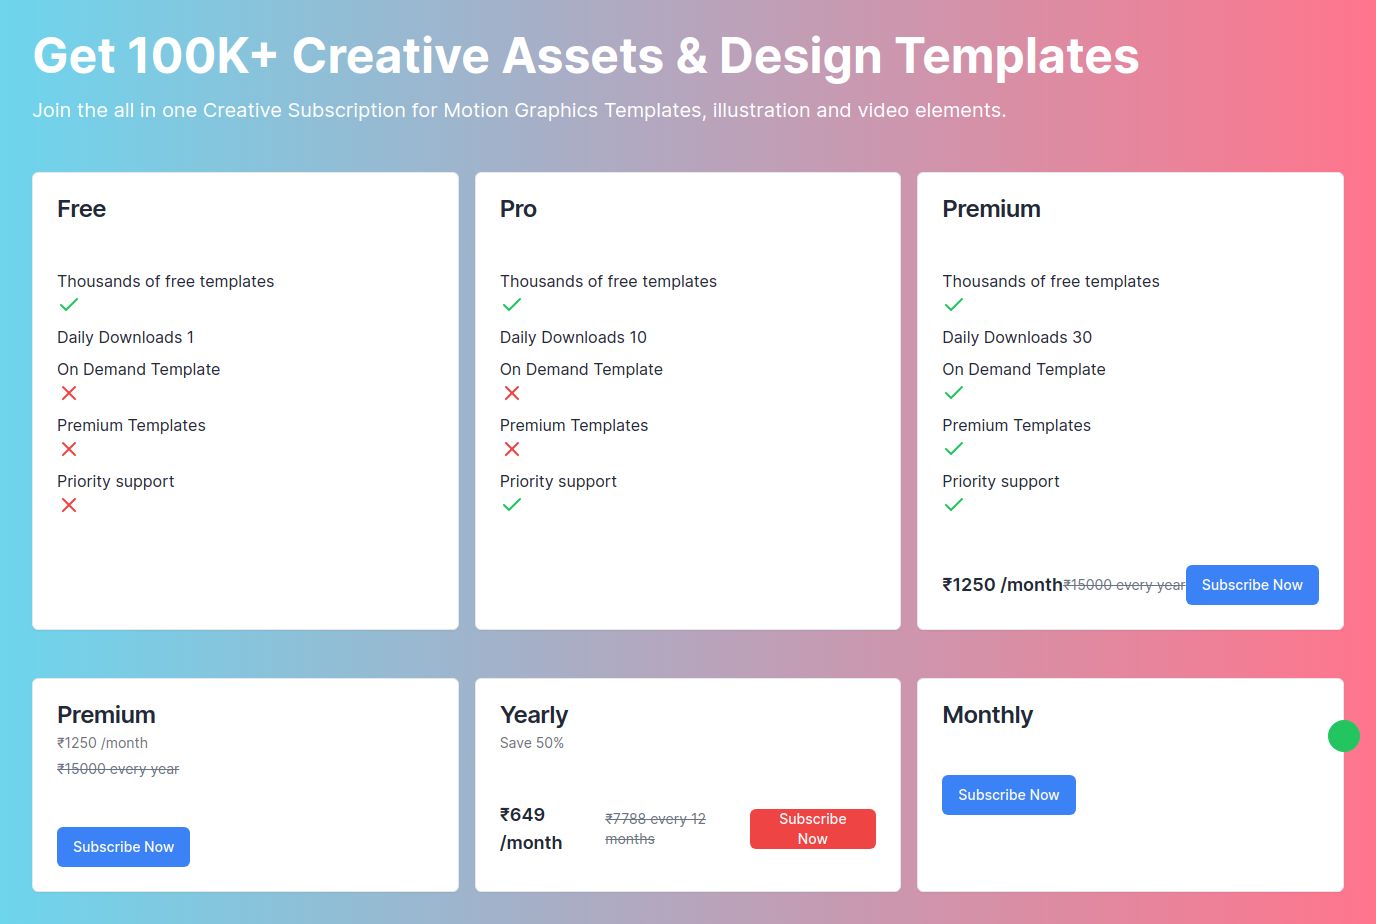 Get 100K+ Creative Assets & Design Templates
Join the all in one Creative Subscription for Motion Graphics Templates, illustration and video elements.
Free
Thousands of free templates
Daily Downloads 1
On Demand Template
Premium Templates
Priority support
Pro
Thousands of free templates
Daily Downloads 10
On Demand Template
Premium Templates
Priority support
Premium
Thousands of free templates
Daily Downloads 30
On Demand Template
Premium Templates
Priority support
₹1250 /month ₹15000 every year Subscribe Now
Premium
₹1250 /month
₹15000 every year
Subscribe Now
Yearly
Save 50%
₹649
/month
₹7788 every 12
months
Subscribe
Now
Monthly
Subscribe Now